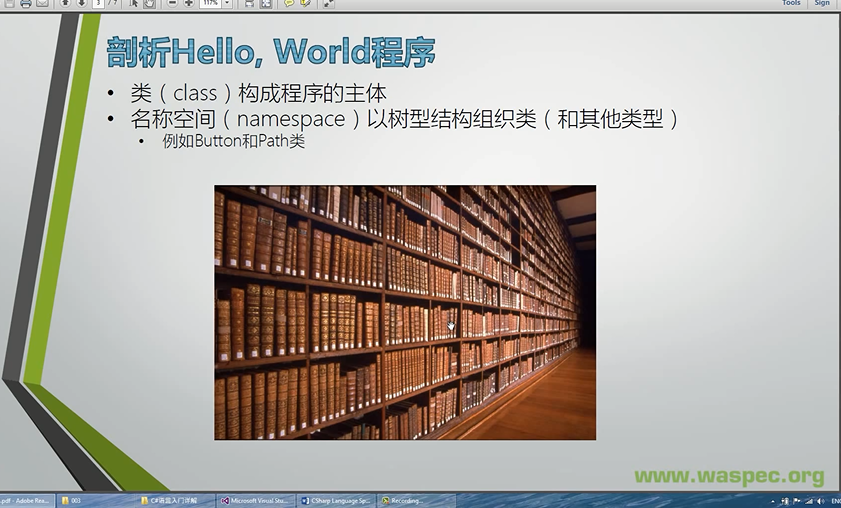 3 / 7
117%
Tools
Sign
剖析Hello, World程序
• 类（class）构成程序的主体
• 名称空间（namespace）以树型结构组织类（和其他类型）
• 例如Button和Path类
www.waspec.org
.pdf - Adobe Rea...
003
C#语言入门详解
Microsoft Visual Stu...
CSharp Language Sp...
Recording...